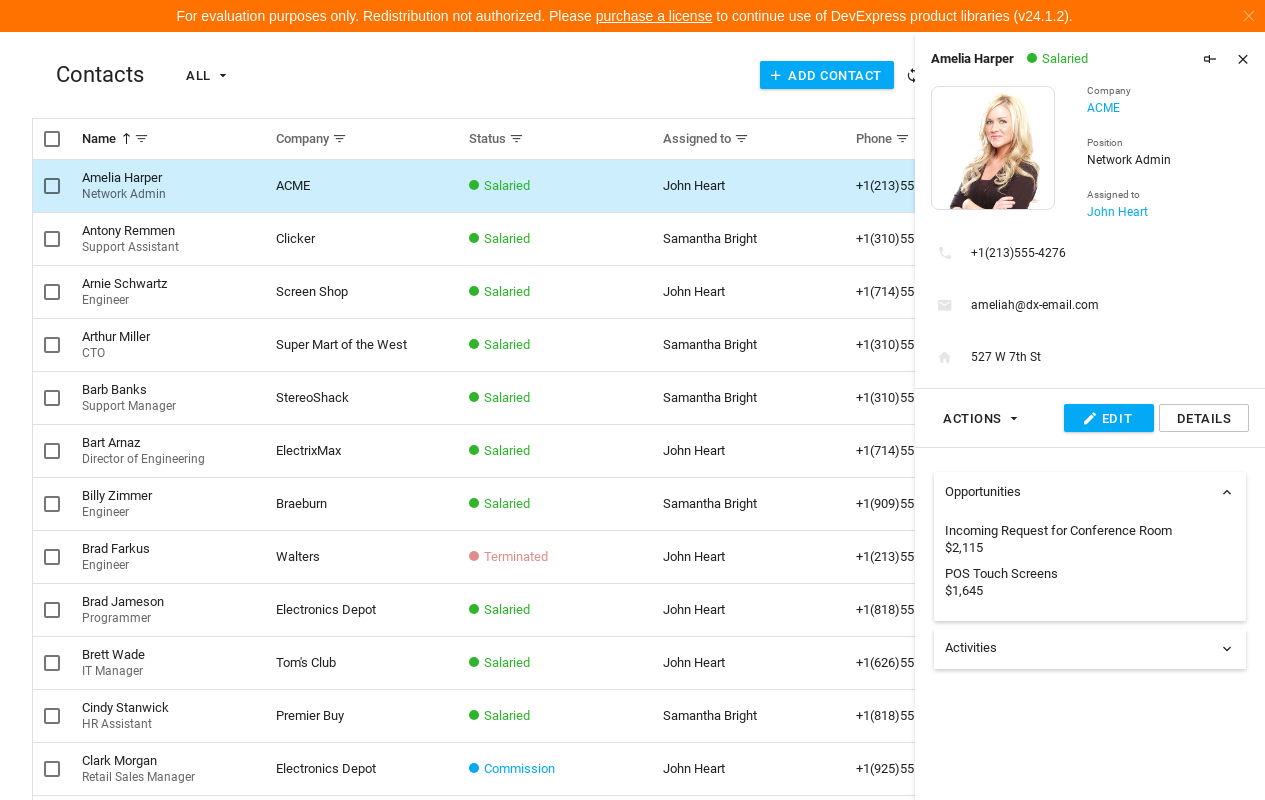 For evaluation purposes only. Redistribution not authorized. Please purchase a license to continue use of DevExpress product libraries (v24.1.2).
Contacts
ALL
ADD CONTACT
Name
Company
Status
Assigned to
Phone
Amelia Harper
Network Admin
ACME
Salaried
John Heart
+1(213)55
Antony Remmen
Support Assistant
Clicker
Salaried
Samantha Bright
+1(310)55
Arnie Schwartz
Engineer
Screen Shop
Salaried
John Heart
+1(714)55
Arthur Miller
CTO
Super Mart of the West
Salaried
Samantha Bright
+1(310)55
Barb Banks
Support Manager
StereoShack
Salaried
Samantha Bright
+1(310)55
Bart Arnaz
Director of Engineering
ElectrixMax
Salaried
John Heart
+1(714)55
Billy Zimmer
Engineer
Braeburn
Salaried
Samantha Bright
+1(909)55
Brad Farkus
Engineer
Walters
Terminated
John Heart
+1(213)55
Brad Jameson
Programmer
Electronics Depot
Salaried
John Heart
+1(818)55
Brett Wade
IT Manager
Tom's Club
Salaried
John Heart
+1(626)55
Cindy Stanwick
HR Assistant
Premier Buy
Salaried
Samantha Bright
+1(818)55
Clark Morgan
Retail Sales Manager
Electronics Depot
Commission
John Heart
+1(925)55
Amelia Harper
Salaried
Company
ACME
Position
Network Admin
Assigned to
John Heart
+1(213)555-4276
ameliah@dx-email.com
527 W 7th St
ACTIONS
EDIT
DETAILS
Opportunities
Incoming Request for Conference Room
$2,115
POS Touch Screens
$1,645
Activities